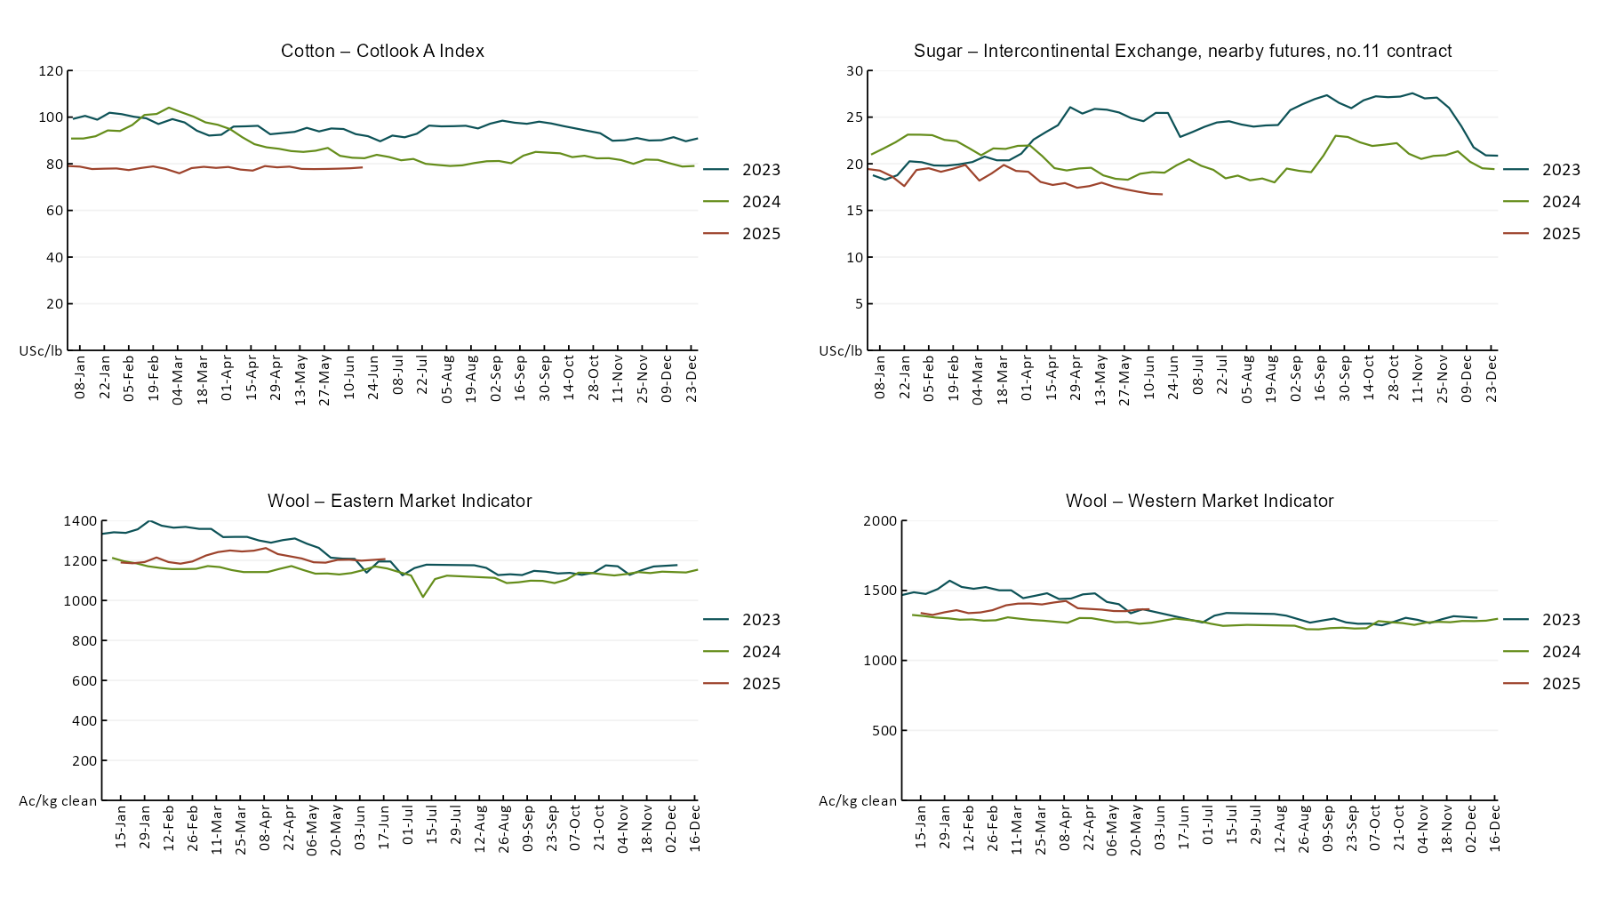 Cotton – Cotlook A Index
120
100
80
60
40
20
USc/lb
08-Jan
22-Jan
05-Feb
19-Feb
04-Mar
18-Mar
01-Apr
15-Apr
29-Apr
13-May
27-May
10-Jun
24-Jun
08-Jul
22-Jul
05-Aug
19-Aug
02-Sep
16-Sep
30-Sep
14-Oct
28-Oct
11-Nov
25-Nov
09-Dec
23-Dec
2023
2024
2025
Sugar – Intercontinental Exchange, nearby futures, no.11 contract
30
25
20
15
10
5
USc/lb
08-Jan
22-Jan
05-Feb
19-Feb
04-Mar
18-Mar
01-Apr
15-Apr
29-Apr
13-May
27-May
10-Jun
24-Jun
08-Jul
22-Jul
05-Aug
19-Aug
02-Sep
16-Sep
30-Sep
14-Oct
28-Oct
11-Nov
25-Nov
09-Dec
23-Dec
2023
2024
2025
Wool – Eastern Market Indicator
1400
1200
1000
800
600
400
200
Ac/kg clean
15-Jan
29-Jan
12-Feb
26-Feb
11-Mar
25-Mar
08-Apr
22-Apr
06-May
20-May
03-Jun
17-Jun
01-Jul
15-Jul
29-Jul
12-Aug
26-Aug
09-Sep
23-Sep
07-Oct
21-Oct
04-Nov
18-Nov
02-Dec
16-Dec
2023
2024
2025
Wool – Western Market Indicator
2000
1500
1000
500
Ac/kg clean
15-Jan
29-Jan
12-Feb
26-Feb
11-Mar
25-Mar
08-Apr
22-Apr
06-May
20-May
03-Jun
17-Jun
01-Jul
15-Jul
29-Jul
12-Aug
26-Aug
09-Sep
23-Sep
07-Oct
21-Oct
04-Nov
18-Nov
02-Dec
16-Dec
2023
2024
2025